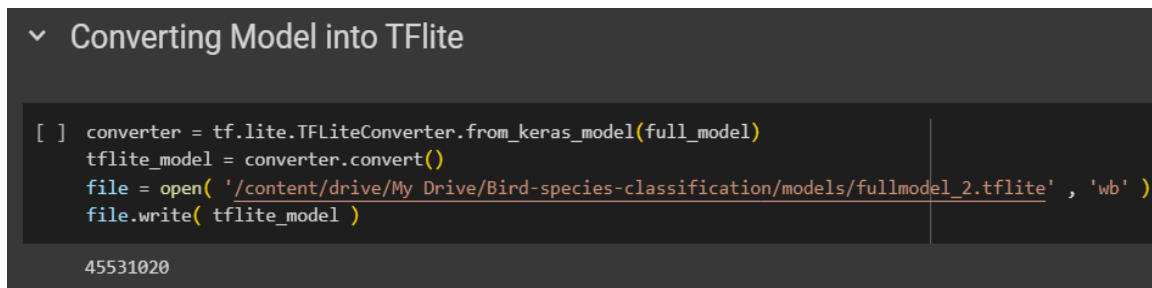 Converting Model into TFlite
[ ] converter = tf.lite.TFLiteConverter.from_keras_model(full_model)
tflite_model = converter.convert()
file = open( '/content/drive/My Drive/Bird-species-classification/models/fullmodel_2.tflite' , 'wb' )
file.write( tflite_model )
45531020